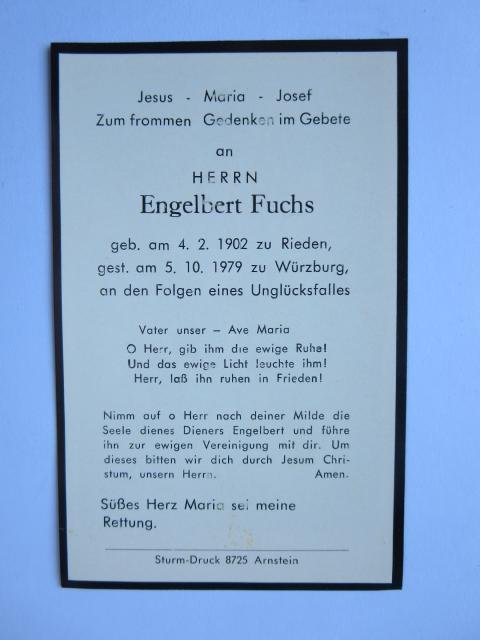 Jesus - Maria - Josef
Zum frommen Gedenken im Gebete
an
HERRN
Engelbert Fuchs
geb. am 4. 2. 1902 zu Rieden,
gest. am 5. 10. 1979 zu Würzburg,
an den Folgen eines Unglücksfalles
Vater unser – Ave Maria
O Herr, gib ihm die ewige Ruhe!
Und das ewige Licht leuchte ihm!
Herr, laß ihn ruhen in Frieden!
Nimm auf o Herr nach deiner Milde die
Seele dienes Dieners Engelbert und führe
ihn zur ewigen Vereinigung mit dir. Um
dieses bitten wir dich durch Jesum Chri-
stum, unsern Herrn. Amen.
Süßes Herz Maria sei meine
Rettung.
Sturm-Druck 8725 Arnstein